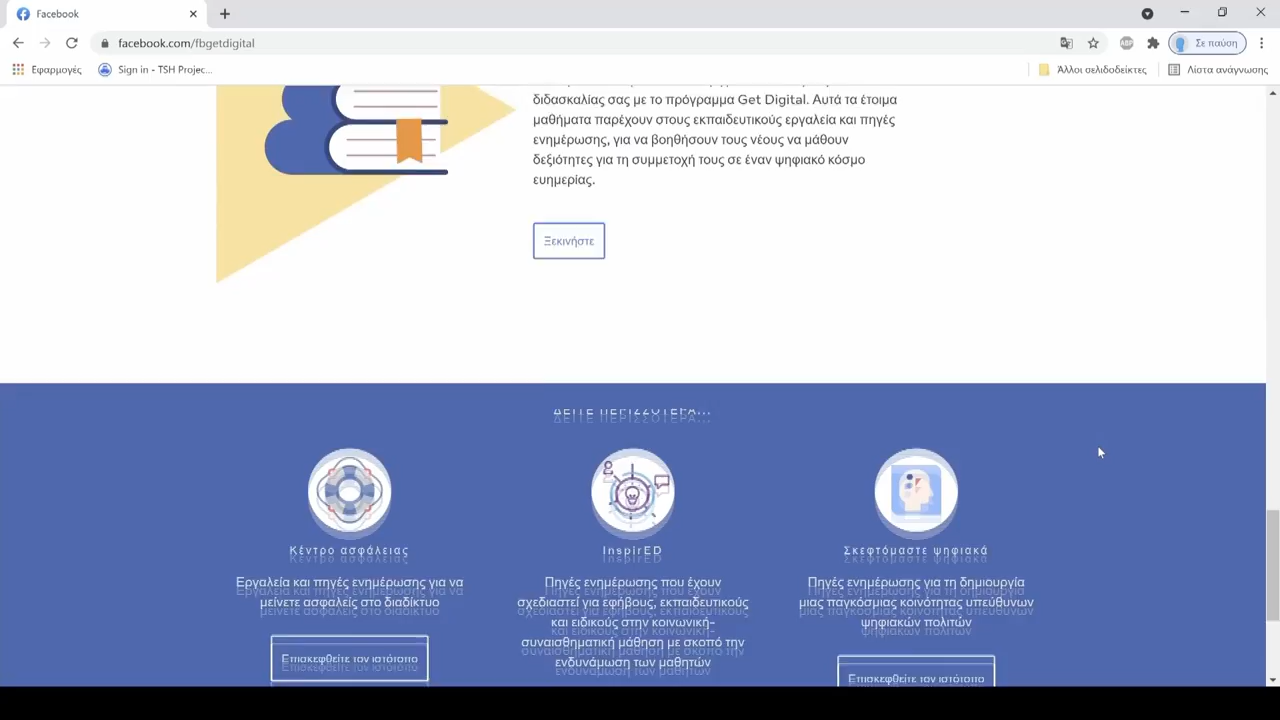 Facebook
facebook.com/fbgetdigital
Σε παύση
Εφαρμογές
Sign in - TSH Projec...
Άλλοι σελιδοδείκτες
Λίστα ανάγνωσης
διδασκαλίας σας με το πρόγραμμα Get Digital. Αυτά τα έτοιμα
μαθήματα παρέχουν στους εκπαιδευτικούς εργαλεία και πηγές
ενημέρωσης, για να βοηθήσουν τους νέους να μάθουν
δεξιότητες για τη συμμετοχή τους σε έναν ψηφιακό κόσμο
ευημερίας.
Ξεκινήστε
ΔΕΙΤΕ ΠΕΡΙΣΣΟΤΕΡΑ...
Κέντρο ασφάλειας
Εργαλεία και πηγές ενημέρωσης για να
μείνετε ασφαλείς στο διαδίκτυο
Επισκεφθείτε τον ιστότοπο
InspirED
Πηγές ενημέρωσης που έχουν
σχεδιαστεί για εφήβους, εκπαιδευτικούς
και ειδικούς στην κοινωνική-
συναισθηματική μάθηση με σκοπό την
ενδυνάμωση των μαθητών
Σκεφτόμαστε ψηφιακά
Πηγές ενημέρωσης για τη δημιουργία
μιας παγκόσμιας κοινότητας υπεύθυνων
ψηφιακών πολιτών
Επισκεφθείτε τον ιστότοπο